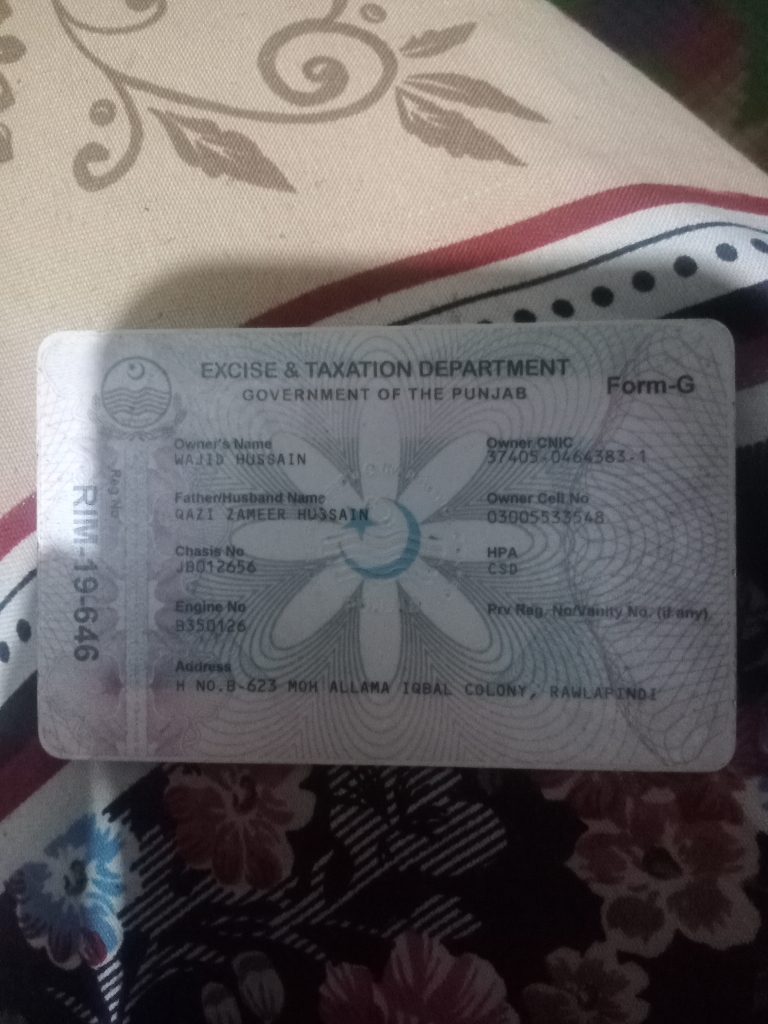 EXCISE & TAXATION DEPARTMENT
GOVERNMENT OF THE PUNJAB
Form-G
Reg No
RIM-19-646
Owner's Name
WAJID HUSSAIN
Owner CNIC
37405-0464383-1
Father/Husband Name
QAZI ZAMEER HUSSAIN
Owner Cell No
03005533548
Chasis No
JB012656
HPA
CSD
Engine No
B350126
Prv Reg. No/Vanity No. (if any)
Address
H NO.B-623 MOH ALLAMA IQBAL COLONY, RAWLAPINDI